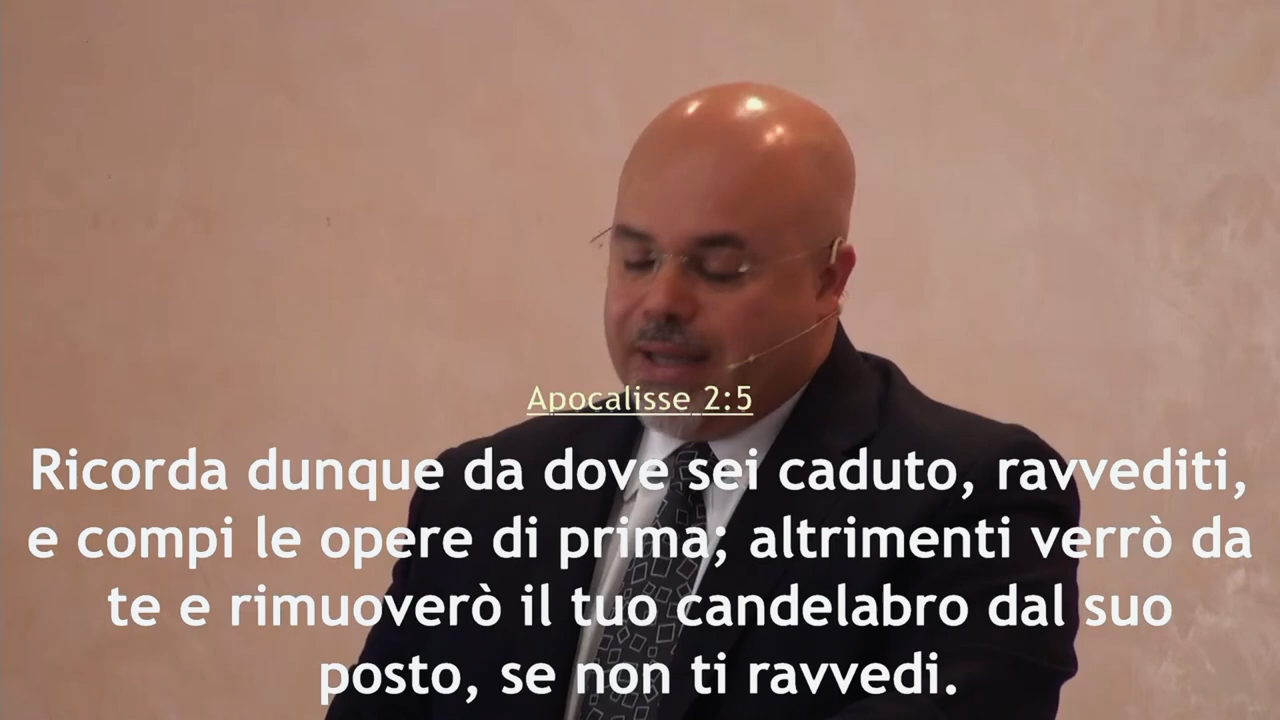 Apocalisse 2:5
Ricorda dunque da dove sei caduto, ravvediti,
e compi le opere di prima; altrimenti verrò da
te e rimuoverò il tuo candelabro dal suo
posto, se non ti ravvedi.